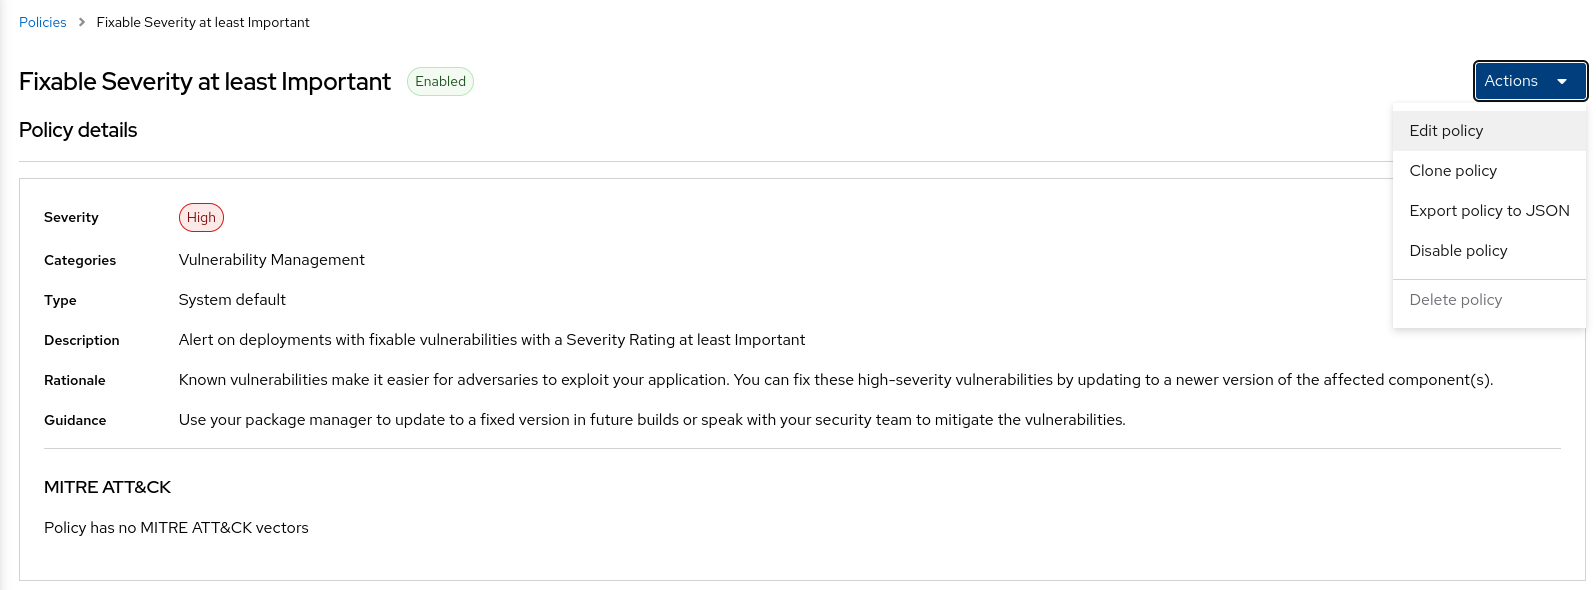 Policies > Fixable Severity at least Important
Fixable Severity at least Important Enabled
Actions
Edit policy
Clone policy
Export policy to JSON
Disable policy
Delete policy
Policy details
Severity High
Categories Vulnerability Management
Type System default
Description Alert on deployments with fixable vulnerabilities with a Severity Rating at least Important
Rationale Known vulnerabilities make it easier for adversaries to exploit your application. You can fix these high-severity vulnerabilities by updating to a newer version of the affected component(s).
Guidance Use your package manager to update to a fixed version in future builds or speak with your security team to mitigate the vulnerabilities.
MITRE ATT&CK
Policy has no MITRE ATT&CK vectors